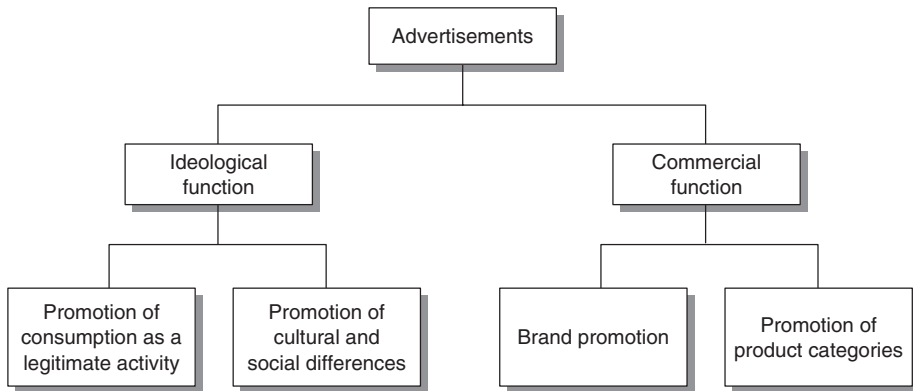 Advertisements
Ideological
function
Commercial
function
Promotion of
consumption as a
legitimate activity
Promotion of
cultural and
social differences
Brand promotion
Promotion of
product categories